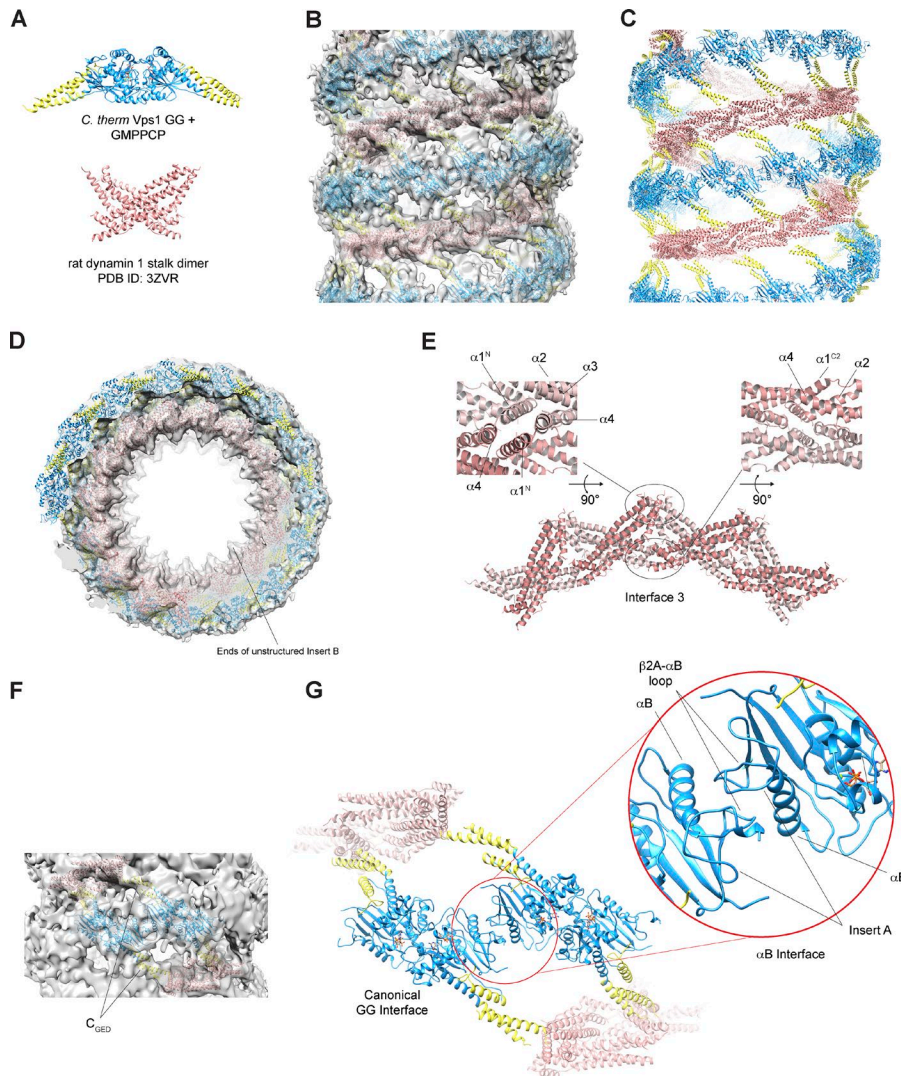 A
B
C
C. therm Vps1 GG +
GMPPCP
rat dynamin 1 stalk dimer
PDB ID: 3ZVR
D
Ends of unstructured Insert B
E
α1N
α2
α3
α4
α4
α1N
90°
α4
α1C2
α2
90°
Interface 3
F
CGED
G
β2A-αB
loop
αB
αB
Insert A
αB Interface
Canonical
GG Interface